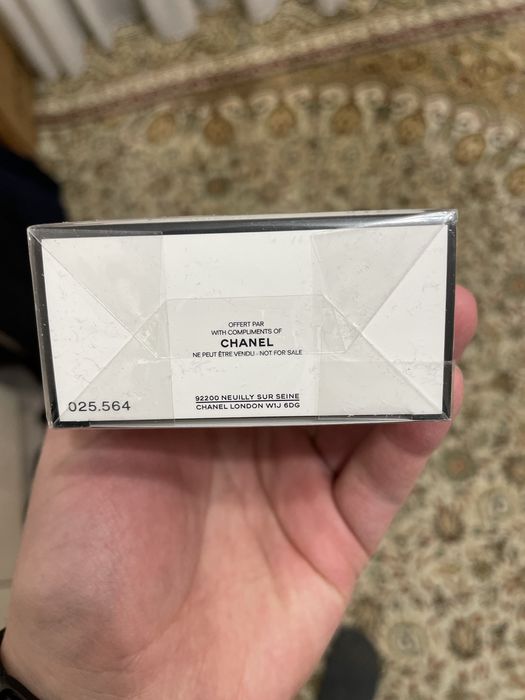 OFFERT PAR
WITH COMPLIMENTS OF
CHANEL
NE PEUT ÊTRE VENDU - NOT FOR SALE
92200 NEUILLY SUR SEINE
CHANEL LONDON W1J 6DG
025.564